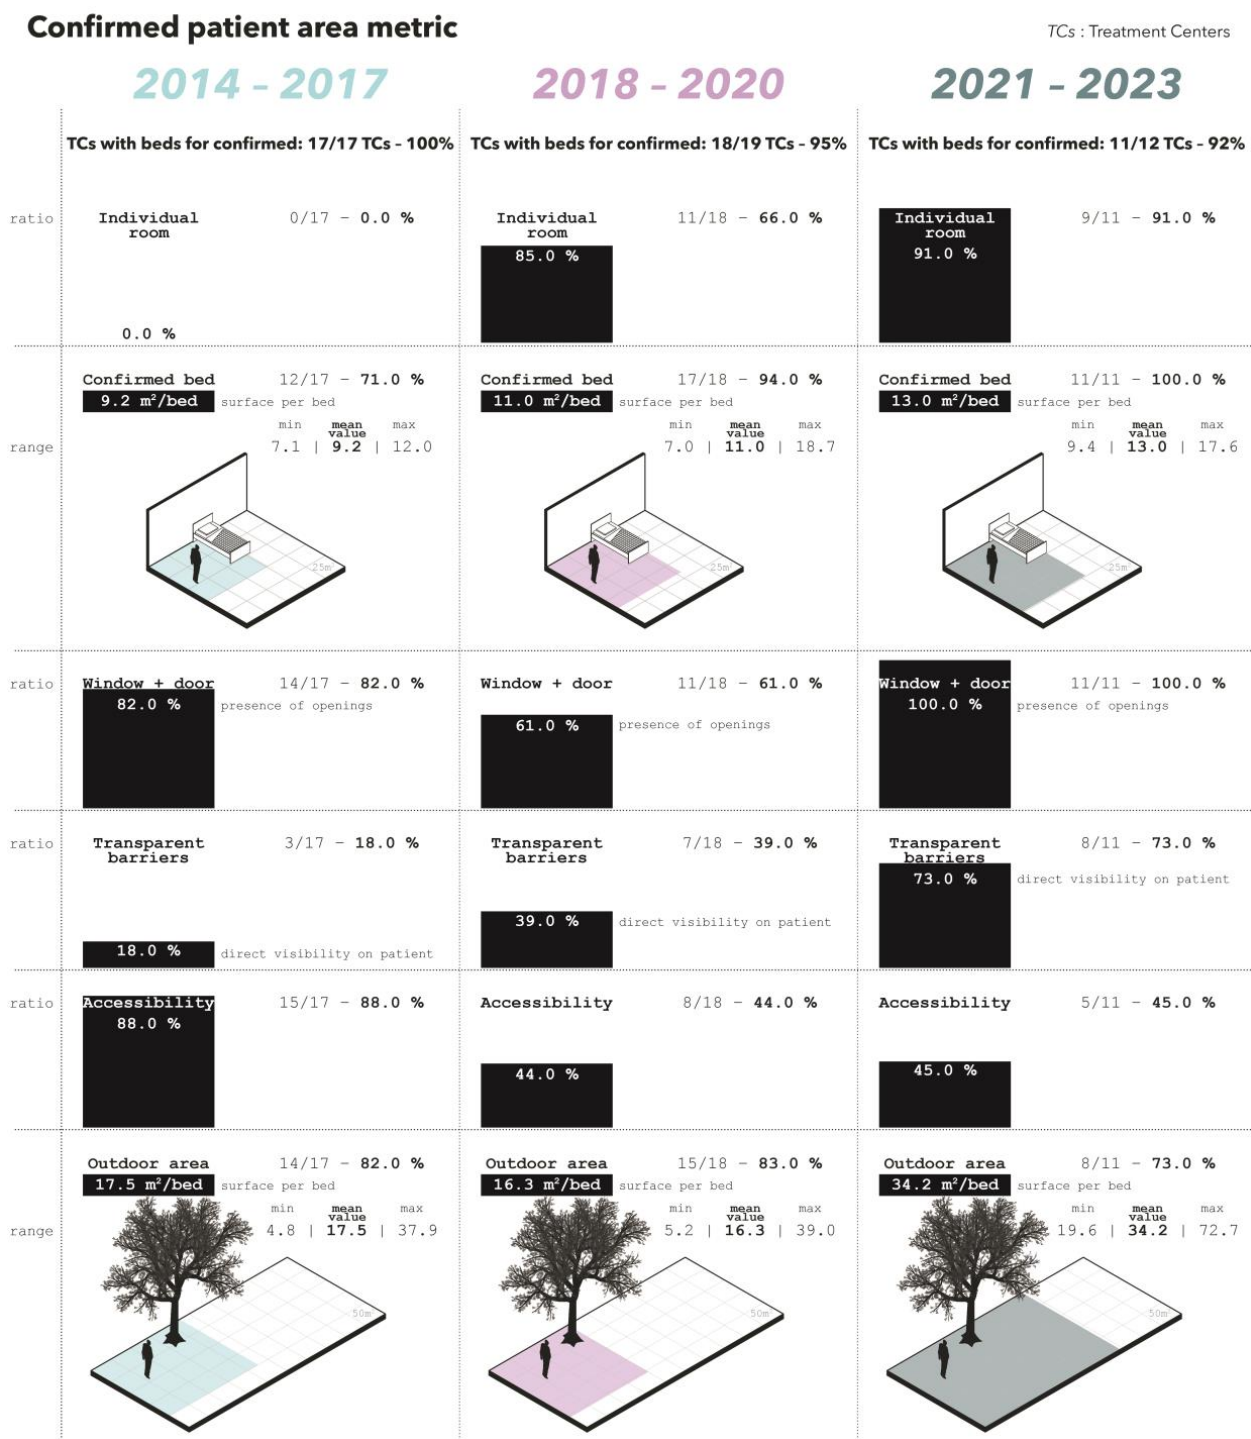 Confirmed patient area metric
TCs : Treatment Centers
2014 – 2017
2018 – 2020
2021 – 2023
TCs with beds for confirmed: 17/17 TCs – 100%
TCs with beds for confirmed: 18/19 TCs – 95%
TCs with beds for confirmed: 11/12 TCs – 92%
ratio
Individual
room
0/17 – 0.0 %
0.0 %
Individual
room
11/18 – 66.0 %
85.0 %
Individual
room
9/11 – 91.0 %
91.0 %
Confirmed bed
12/17 – 71.0 %
9.2 m²/bed
surface per bed
range
min mean value max
7.1 | 9.2 | 12.0
25m²
Confirmed bed
17/18 – 94.0 %
11.0 m²/bed
surface per bed
min mean value max
7.0 | 11.0 | 18.7
25m²
Confirmed bed
11/11 – 100.0 %
13.0 m²/bed
surface per bed
min mean value max
9.4 | 13.0 | 17.6
25m²
ratio
Window + door
14/17 – 82.0 %
82.0 %
presence of openings
Window + door
11/18 – 61.0 %
61.0 %
presence of openings
Window + door
11/11 – 100.0 %
100.0 %
presence of openings
ratio
Transparent
barriers
3/17 – 18.0 %
18.0 %
direct visibility on patient
Transparent
barriers
7/18 – 39.0 %
39.0 %
direct visibility on patient
Transparent
barriers
8/11 – 73.0 %
73.0 %
direct visibility on patient
ratio
Accessibility
15/17 – 88.0 %
88.0 %
Accessibility
8/18 – 44.0 %
44.0 %
Accessibility
5/11 – 45.0 %
45.0 %
Outdoor area
14/17 – 82.0 %
17.5 m²/bed
surface per bed
range
min mean value max
4.8 | 17.5 | 37.9
50m²
Outdoor area
15/18 – 83.0 %
16.3 m²/bed
surface per bed
min mean value max
5.2 | 16.3 | 39.0
50m²
Outdoor area
8/11 – 73.0 %
34.2 m²/bed
surface per bed
min mean value max
19.6 | 34.2 | 72.7
50m²